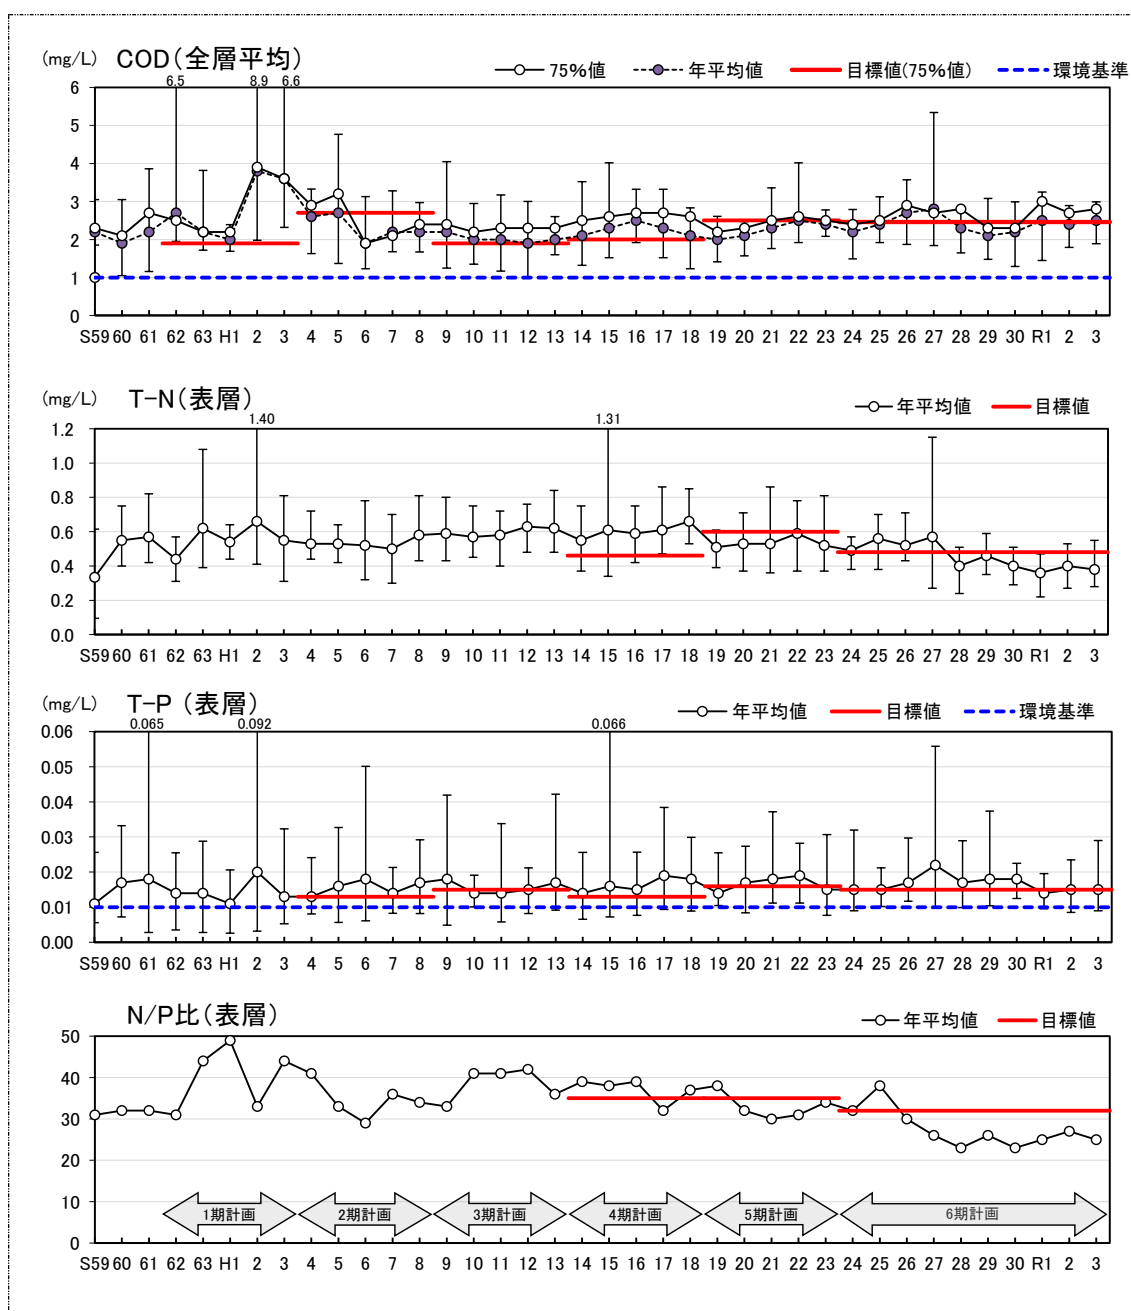 (mg/L) COD(全層平均)
75%値 年平均値 目標値(75%値) 環境基準
6.5 8.9 6.6
6
5
4
3
2
1
0
S59 60 61 62 63 H1 2 3 4 5 6 7 8 9 10 11 12 13 14 15 16 17 18 19 20 21 22 23 24 25 26 27 28 29 30 R1 2 3
(mg/L) T-N(表層)
年平均値 目標値
1.40 1.31
1.2
1.0
0.8
0.6
0.4
0.2
0.0
S59 60 61 62 63 H1 2 3 4 5 6 7 8 9 10 11 12 13 14 15 16 17 18 19 20 21 22 23 24 25 26 27 28 29 30 R1 2 3
(mg/L) T-P (表層)
年平均値 目標値 環境基準
0.065 0.092 0.066
0.06
0.05
0.04
0.03
0.02
0.01
0.00
S59 60 61 62 63 H1 2 3 4 5 6 7 8 9 10 11 12 13 14 15 16 17 18 19 20 21 22 23 24 25 26 27 28 29 30 R1 2 3
N/P比(表層)
年平均値 目標値
50
40
30
20
10
0
1期計画 2期計画 3期計画 4期計画 5期計画 6期計画
S59 60 61 62 63 H1 2 3 4 5 6 7 8 9 10 11 12 13 14 15 16 17 18 19 20 21 22 23 24 25 26 27 28 29 30 R1 2 3